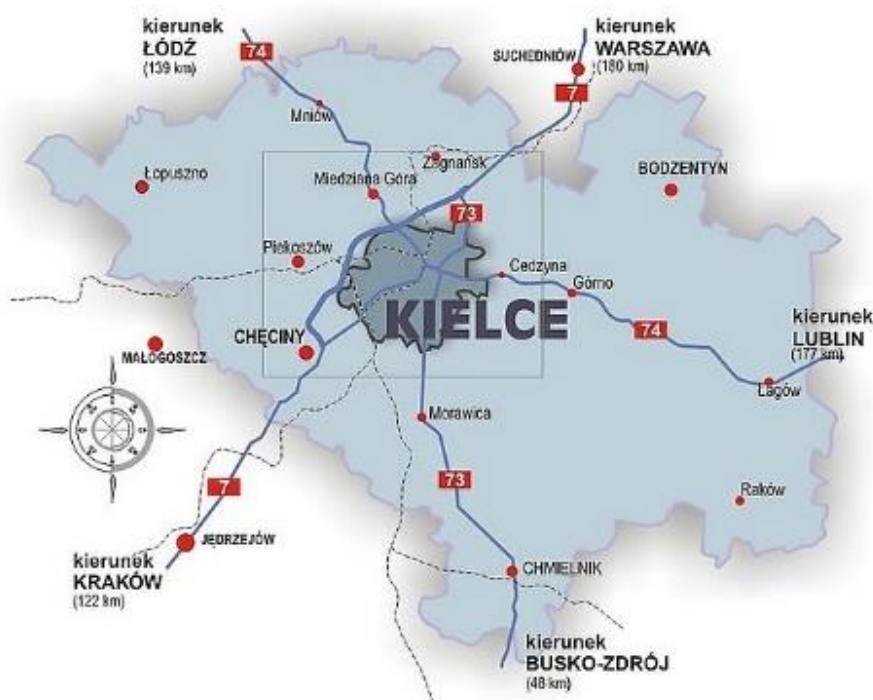 kierunek
ŁÓDŹ
(139 km)
74
kierunek
WARSZAWA
(180 km)
SUCHEDNIÓW
7
Mniów
Zagnańsk
Łopuszno
Miedziana Góra
BODZENTYN
73
Piekoszów
Cedzyna
Górno
KIELCE
74
kierunek
LUBLIN
(177 km)
CHĘCINY
MAŁOGOSZCZ
Łagów
Morawica
7
73
Raków
JĘDRZEJÓW
kierunek
KRAKÓW
(122 km)
CHMIELNIK
kierunek
BUSKO-ZDRÓJ
(48 km)